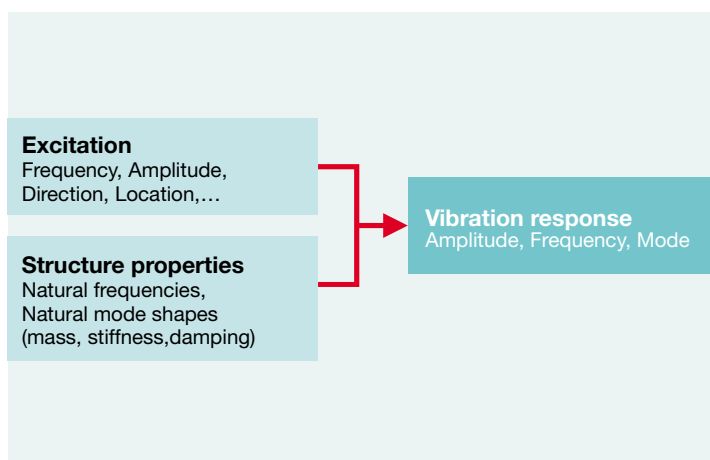 Excitation
Frequency, Amplitude,
Direction, Location,...
Structure properties
Natural frequencies,
Natural mode shapes
(mass, stiffness,damping)
Vibration response
Amplitude, Frequency, Mode